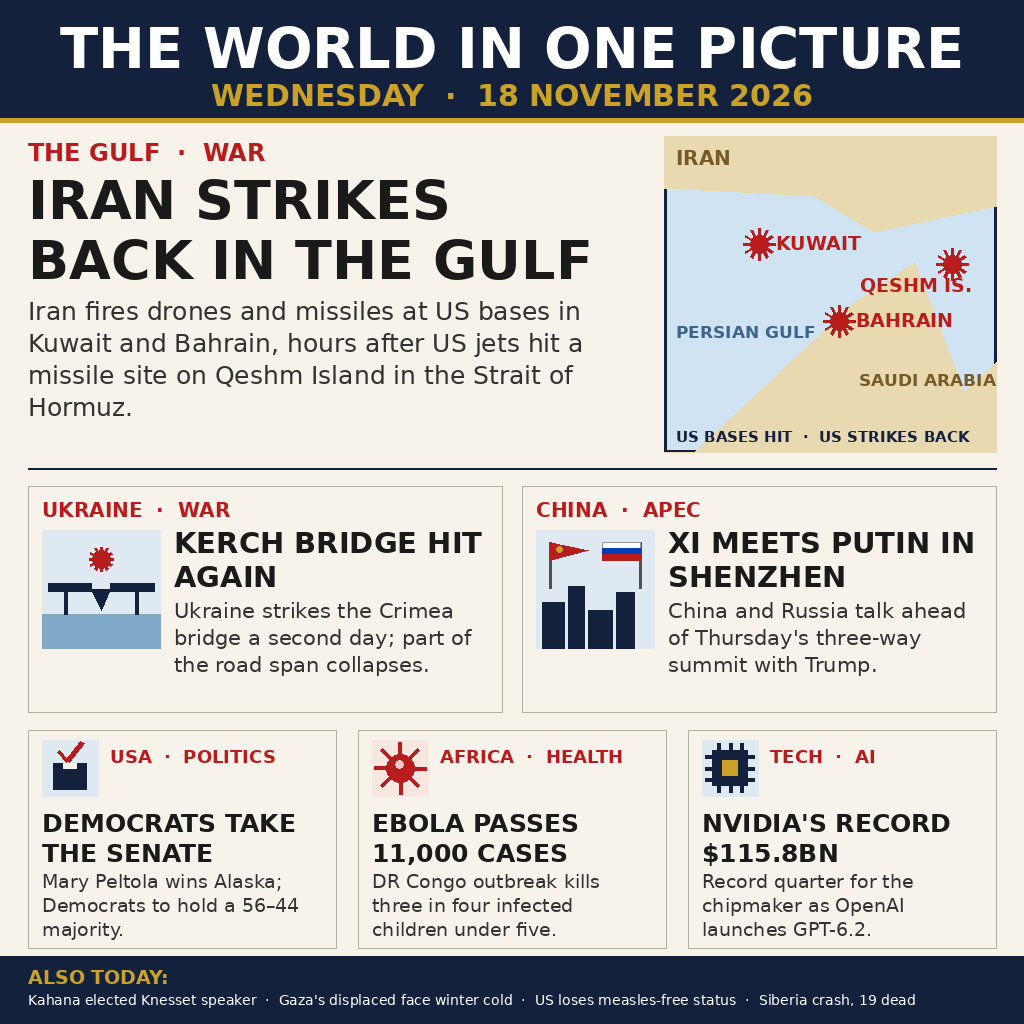 THE WORLD IN ONE PICTURE
WEDNESDAY · 18 NOVEMBER 2026
THE GULF · WAR
IRAN STRIKES
BACK IN THE GULF
Iran fires drones and missiles at US bases in
Kuwait and Bahrain, hours after US jets hit a
missile site on Qeshm Island in the Strait of
Hormuz.
IRAN
KUWAIT
QESHM IS.
BAHRAIN
PERSIAN GULF
SAUDI ARABIA
US BASES HIT · US STRIKES BACK
UKRAINE · WAR
KERCH BRIDGE HIT
AGAIN
Ukraine strikes the Crimea
bridge a second day; part of
the road span collapses.
CHINA · APEC
XI MEETS PUTIN IN
SHENZHEN
China and Russia talk ahead
of Thursday's three-way
summit with Trump.
USA · POLITICS
DEMOCRATS TAKE
THE SENATE
Mary Peltola wins Alaska;
Democrats to hold a 56–44
majority.
AFRICA · HEALTH
EBOLA PASSES
11,000 CASES
DR Congo outbreak kills
three in four infected
children under five.
TECH · AI
NVIDIA'S RECORD
$115.8BN
Record quarter for the
chipmaker as OpenAI
launches GPT-6.2.
ALSO TODAY:
Kahana elected Knesset speaker · Gaza's displaced face winter cold · US loses measles-free status · Siberia crash, 19 dead